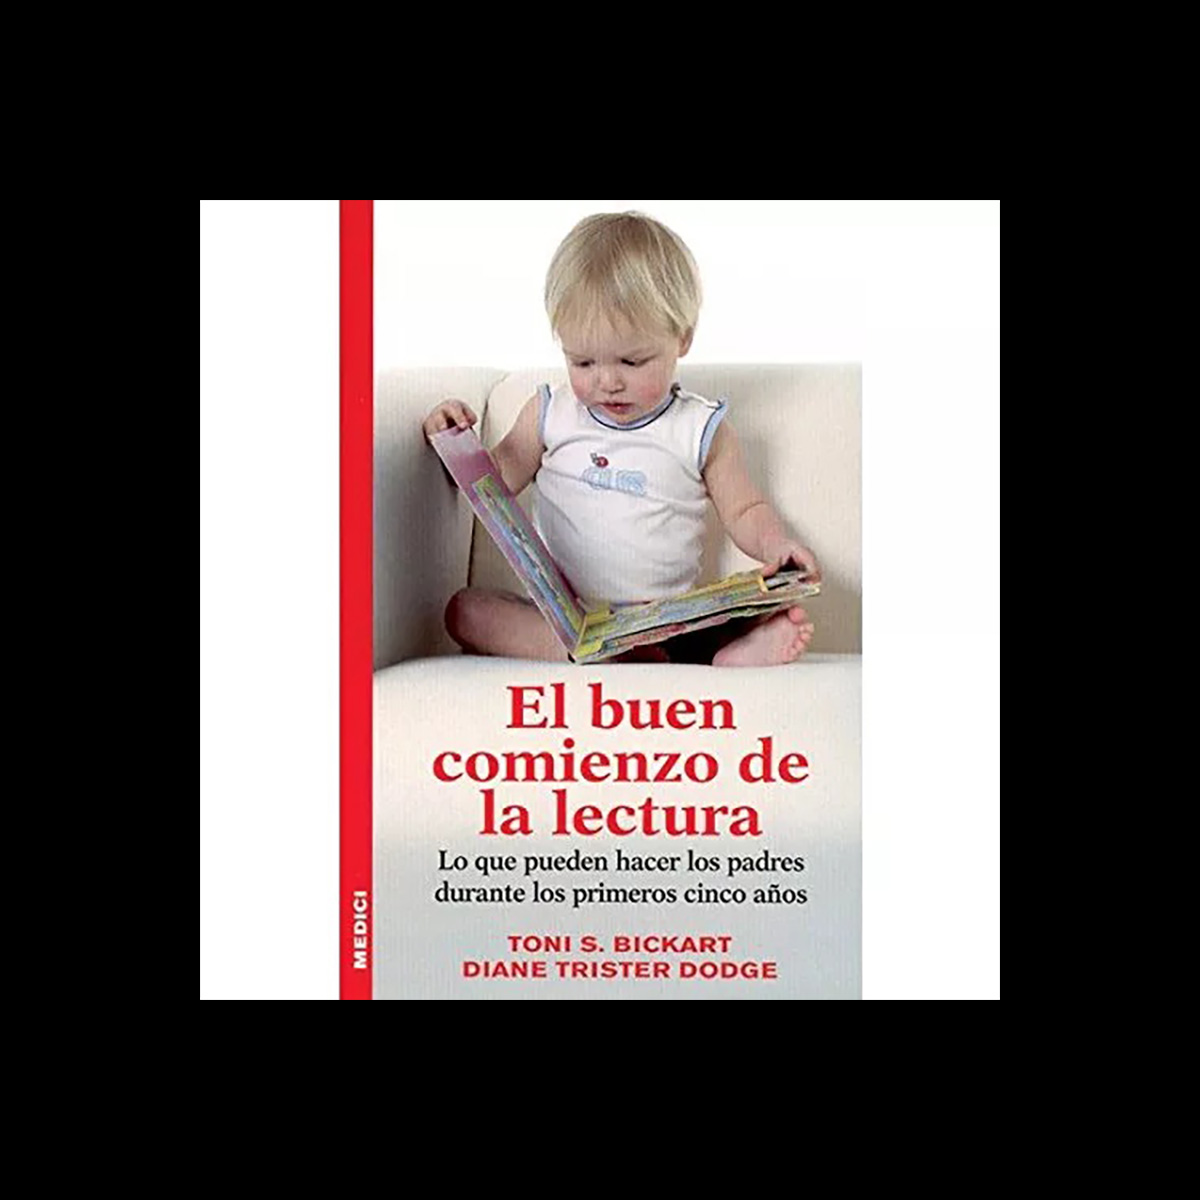 El buen
comienzo de
la lectura
Lo que pueden hacer los padres
durante los primeros cinco años
TONI S. BICKART
DIANE TRISTER DODGE
MEDICI